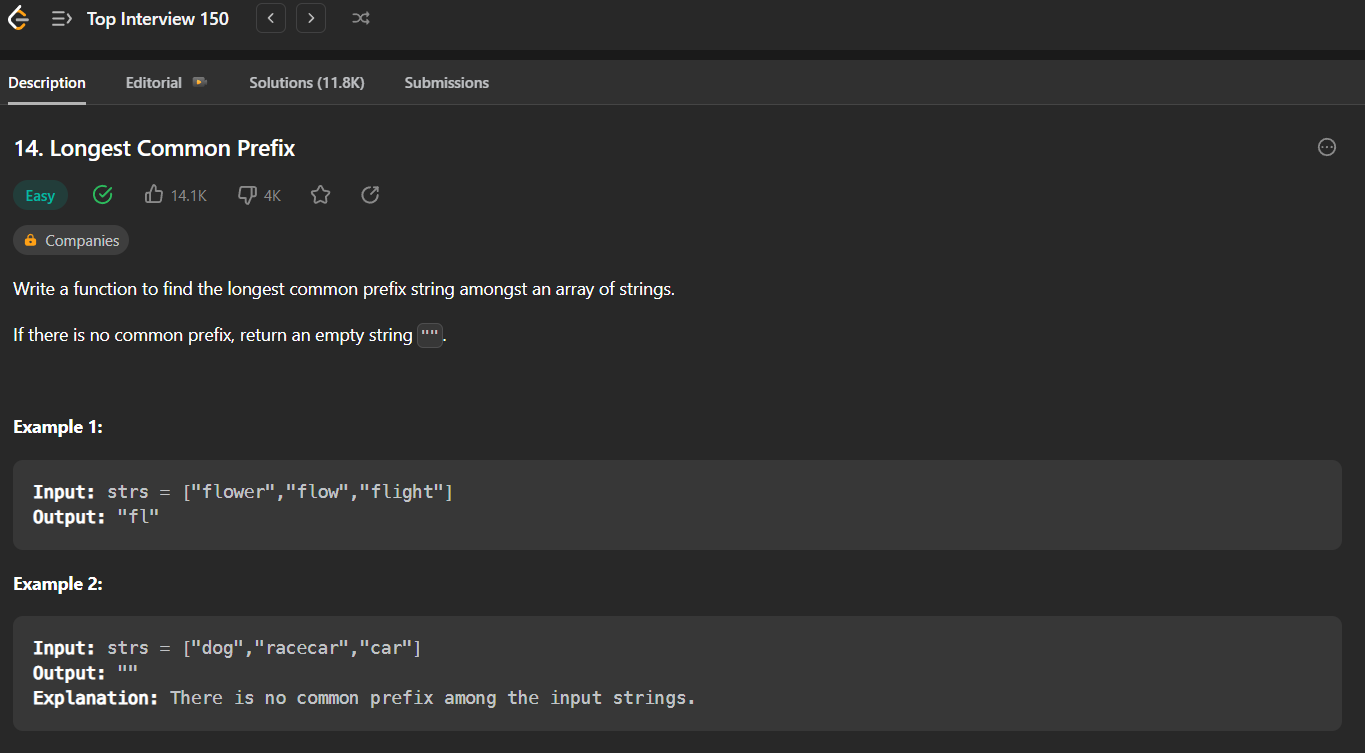 Top Interview 150
Description Editorial Solutions (11.8K) Submissions
14. Longest Common Prefix
Easy 14.1K 4K
Companies
Write a function to find the longest common prefix string amongst an array of strings.
If there is no common prefix, return an empty string "".
Example 1:
Input: strs = ["flower","flow","flight"]
Output: "fl"
Example 2:
Input: strs = ["dog","racecar","car"]
Output: ""
Explanation: There is no common prefix among the input strings.